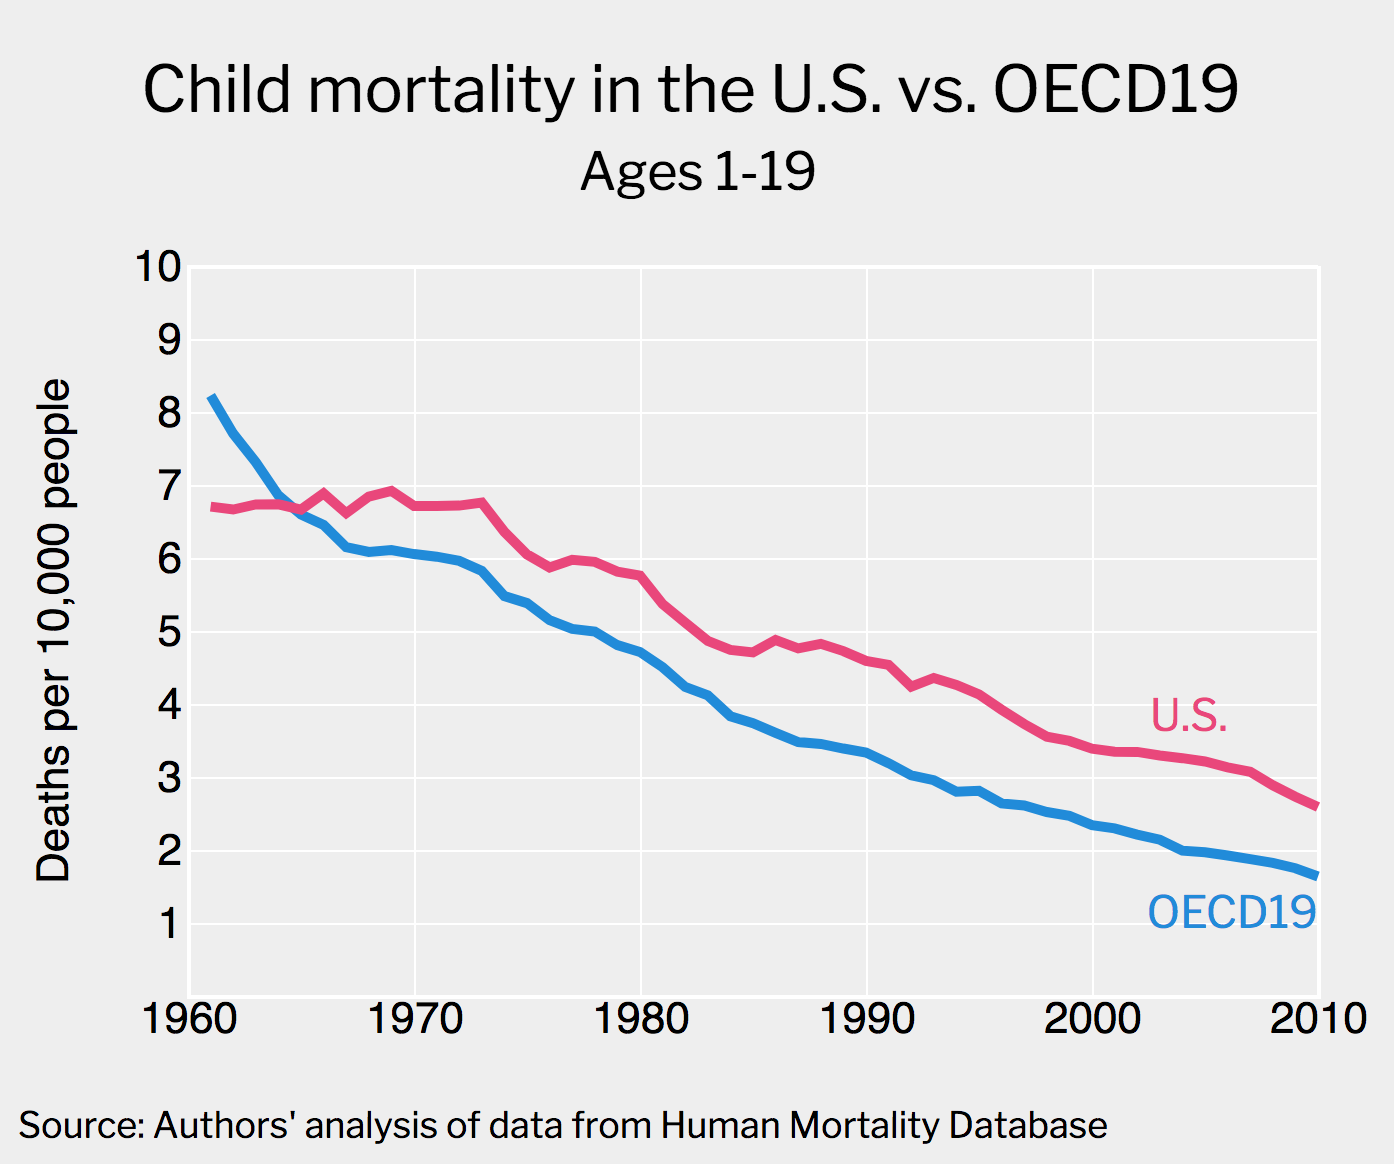 Child mortality in the U.S. vs. OECD19
Ages 1-19
Deaths per 10,000 people
10
9
8
7
6
5
4
3
2
1
U.S.
OECD19
1960 1970 1980 1990 2000 2010
Source: Authors' analysis of data from Human Mortality Database